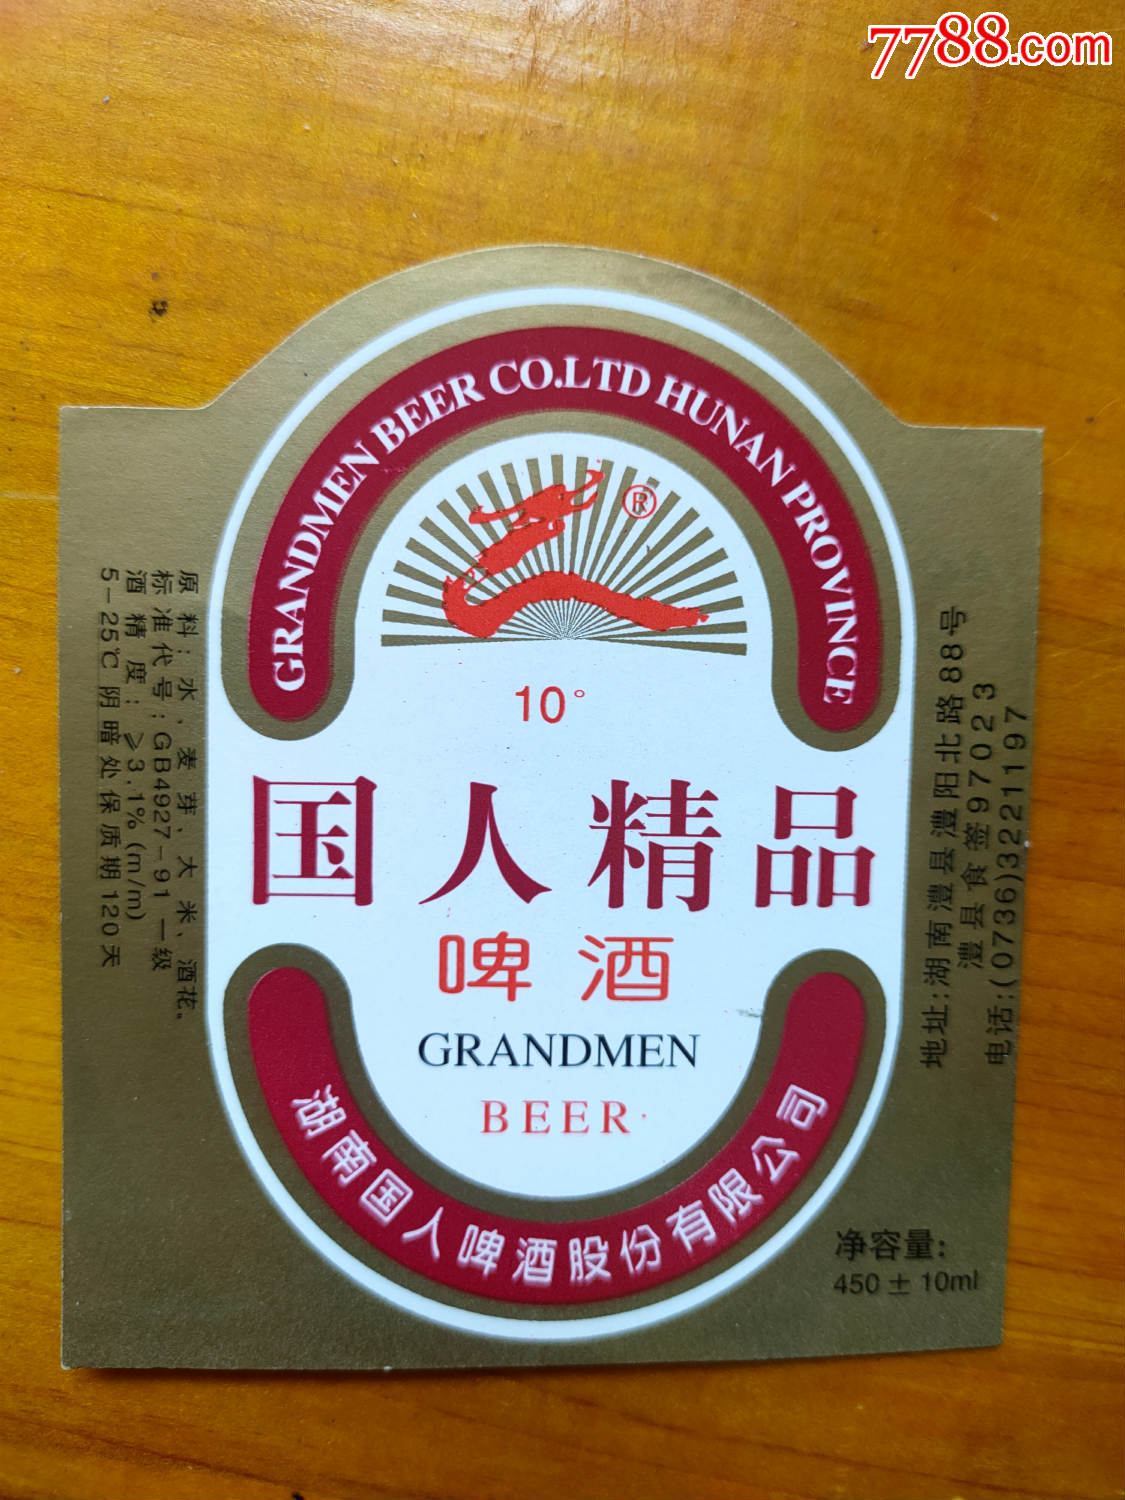 7788.com
GRANDMEN BEER CO.LTD HUNAN PROVINCE
®
10°
国人精品
啤酒
GRANDMEN
BEER
湖南国人啤酒股份有限公司
原料:水、麦芽、大米、酒花。
标准代号:GB4927-91一级
酒精度:≥3.1%(m/m)
5-25℃阴暗处保质期120天
地址:湖南澧县澧阳北路88号
澧县食签97023
电话:(0736)3221197
净容量:
450±10ml